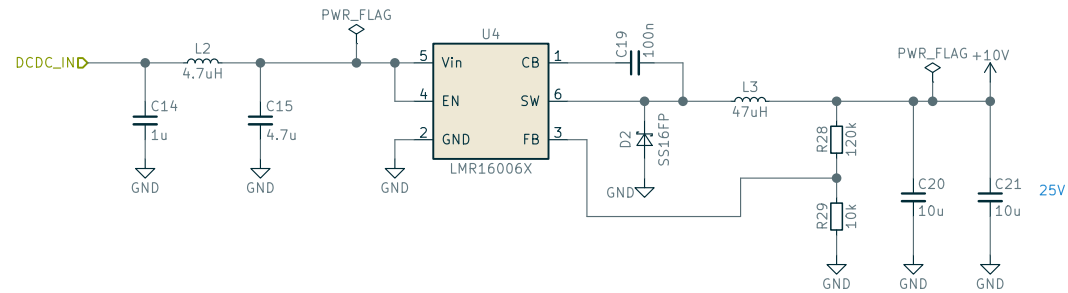 PWR_FLAG
DCDC_IN
L2
4.7uH
C14
1u
GND
C15
4.7u
GND
U4
5 Vin
4 EN
2 GND
CB 1
SW 6
FB 3
LMR16006X
GND
C19
100n
D2
SS16FP
GND
L3
47uH
R28
120k
R29
10k
GND
PWR_FLAG
+10V
C20
10u
GND
C21
10u
GND
25V